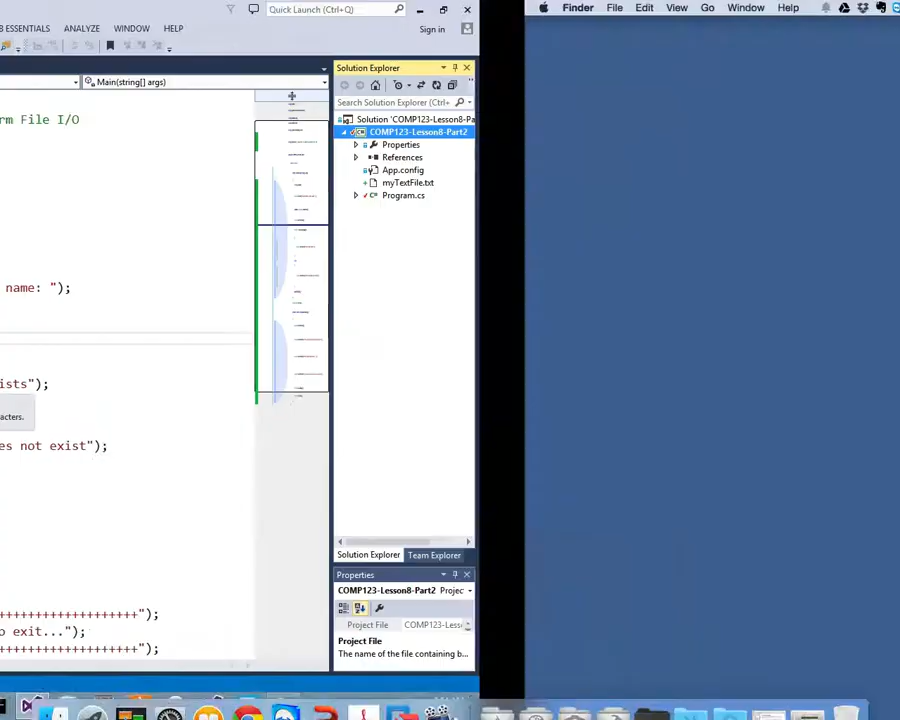 Quick Launch (Ctrl+Q)
B ESSENTIALS ANALYZE WINDOW HELP
Sign in
Main(string[] args)
rm File I/O
name: ");
ists");
acters.
es not exist");
+++++++++++++++++++");
o exit...");
+++++++++++++++++++");
Solution Explorer
Search Solution Explorer (Ctrl+
Solution 'COMP123-Lesson8-Pa
COMP123-Lesson8-Part2
Properties
References
App.config
myTextFile.txt
Program.cs
Solution Explorer Team Explorer
Properties
COMP123-Lesson8-Part2 Projec
Project File COMP123-Less
Project File
The name of the file containing b...
Finder File Edit View Go Window Help